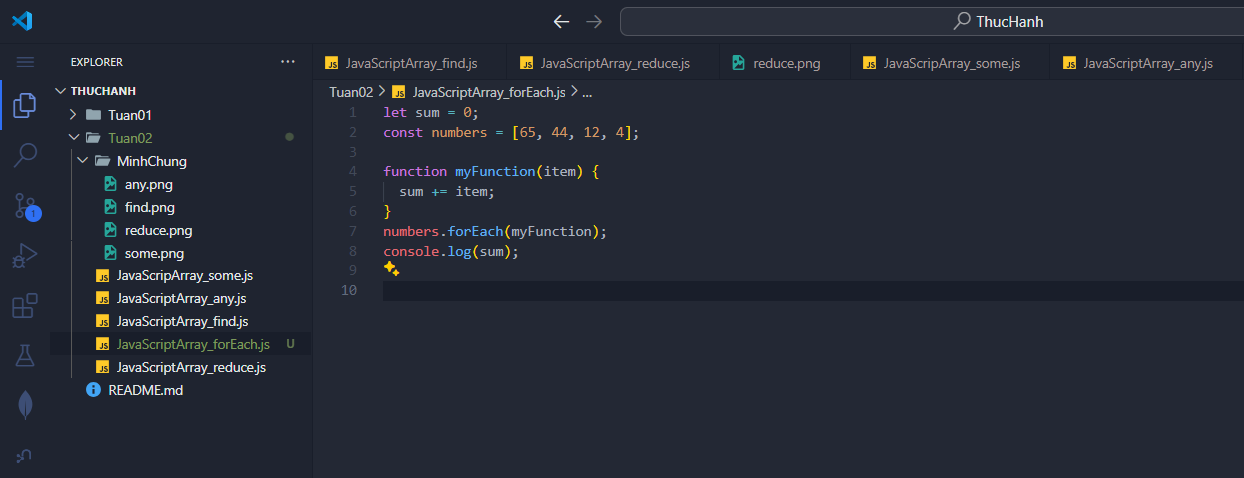 ThucHanh
EXPLORER
THUCHANH
Tuan01
Tuan02
MinhChung
any.png
find.png
reduce.png
some.png
JavaScripArray_some.js
JavaScriptArray_any.js
JavaScriptArray_find.js
JavaScriptArray_forEach.js U
JavaScriptArray_reduce.js
README.md
1
JavaScriptArray_find.js JavaScriptArray_reduce.js reduce.png JavaScripArray_some.js JavaScriptArray_any.js
Tuan02 > JS JavaScriptArray_forEach.js > ...
1 let sum = 0;
2 const numbers = [65, 44, 12, 4];
3
4 function myFunction(item) {
5 sum += item;
6 }
7 numbers.forEach(myFunction);
8 console.log(sum);
9
10